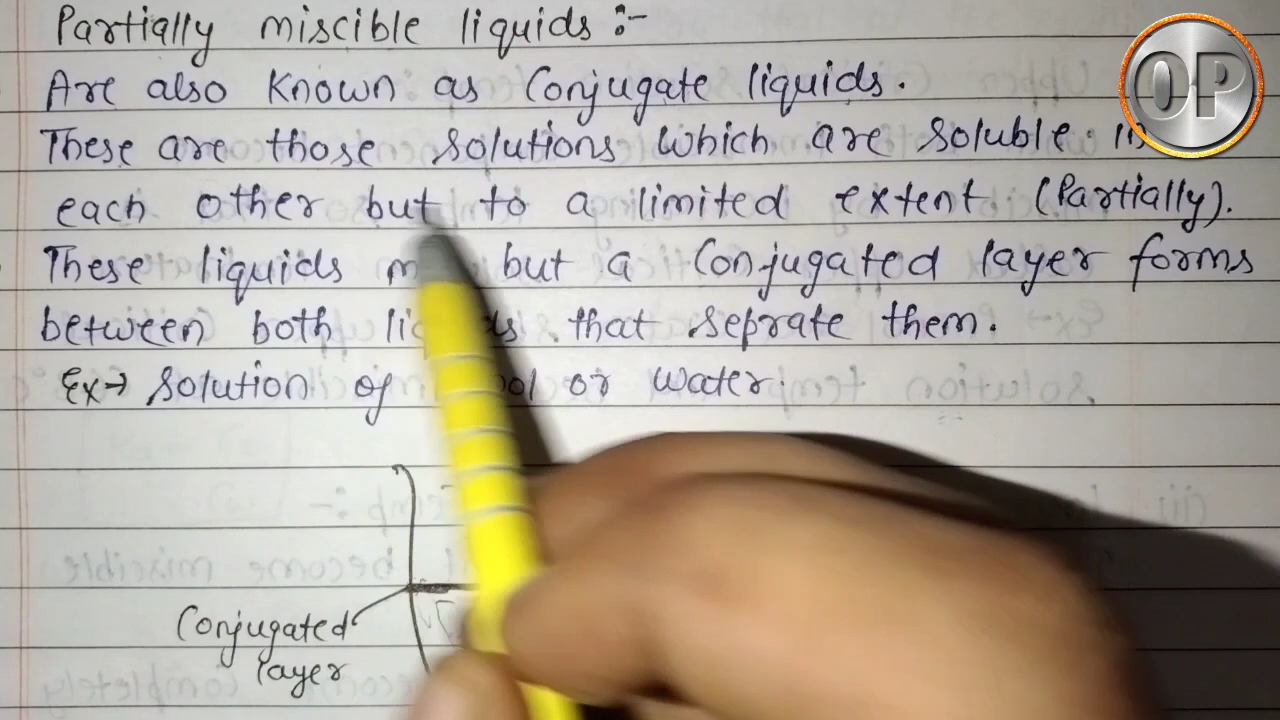 Partially miscible liquids :-
Are also known as Conjugate liquids.
These are those solutions which are soluble in
each other but to a limited extent (Partially).
These liquids but a Conjugated layer forms
between both that seprate them.
Ex→ solution of or water.
Conjugated
layer
OP